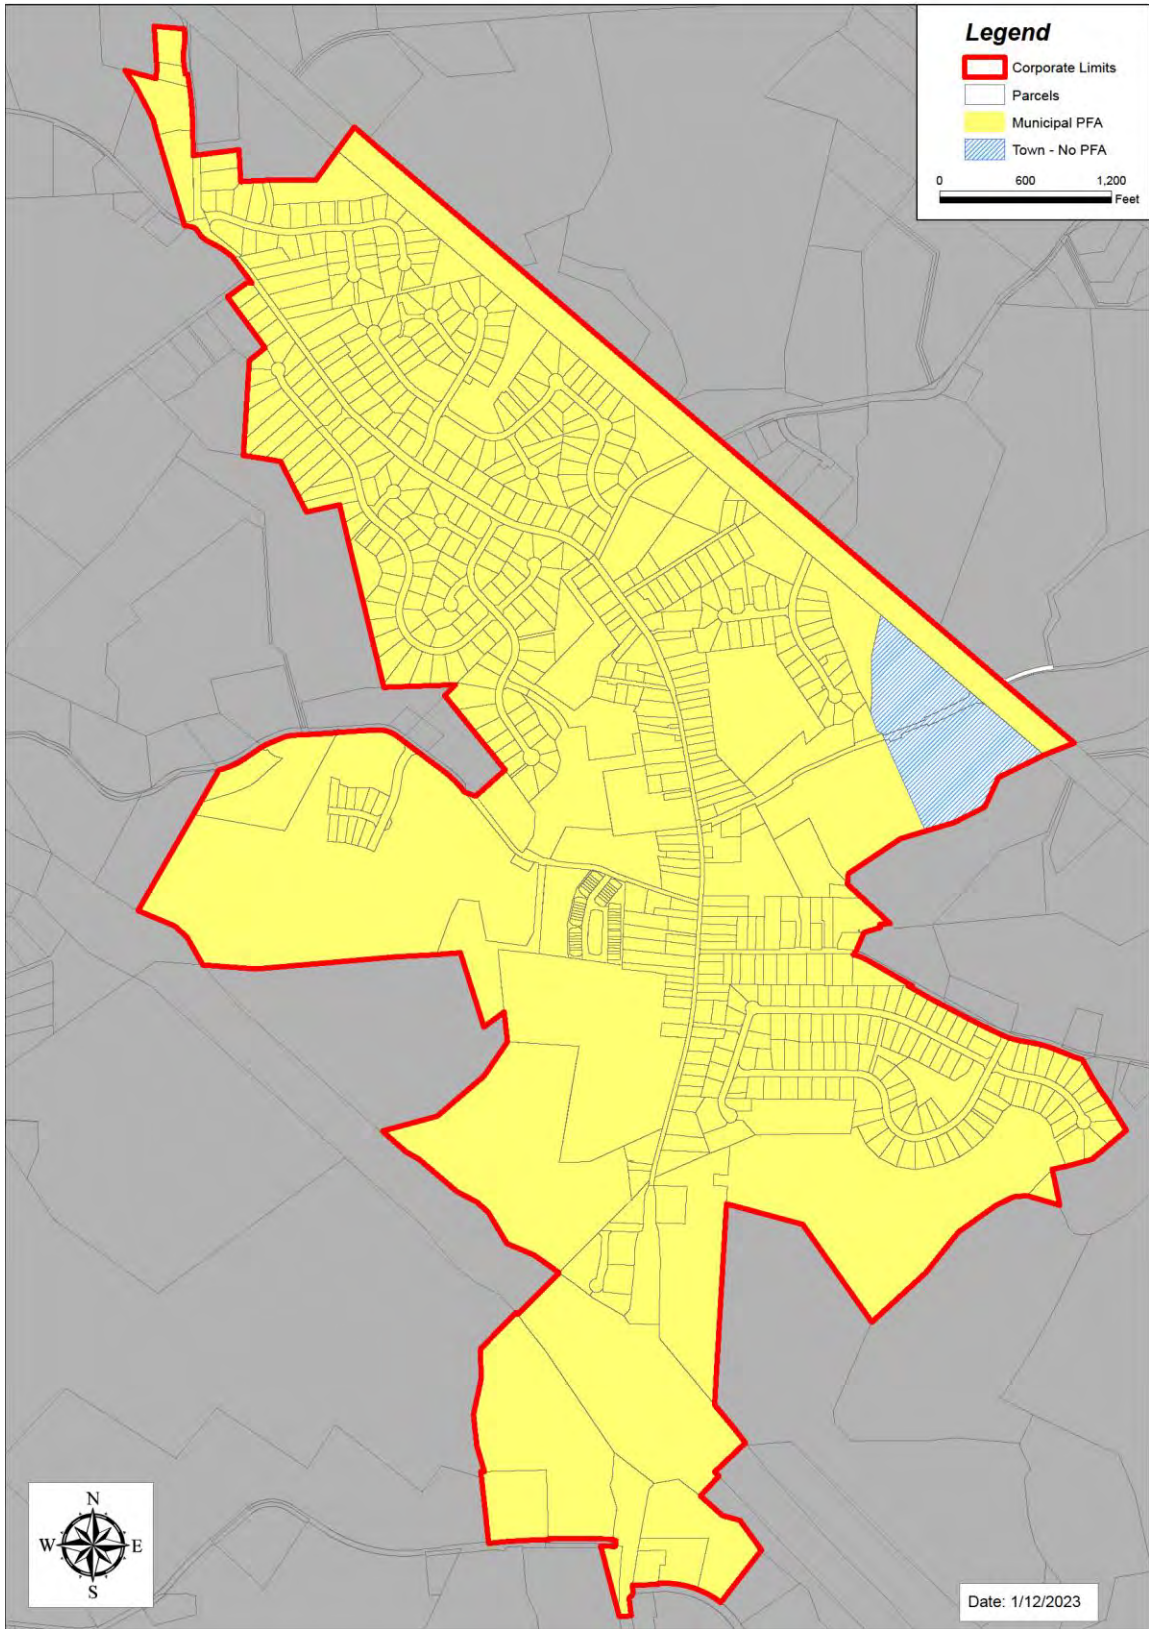 Legend
Corporate Limits
Parcels
Municipal PFA
Town - No PFA
0 600 1,200
Feet
N
W E
S
Date: 1/12/2023